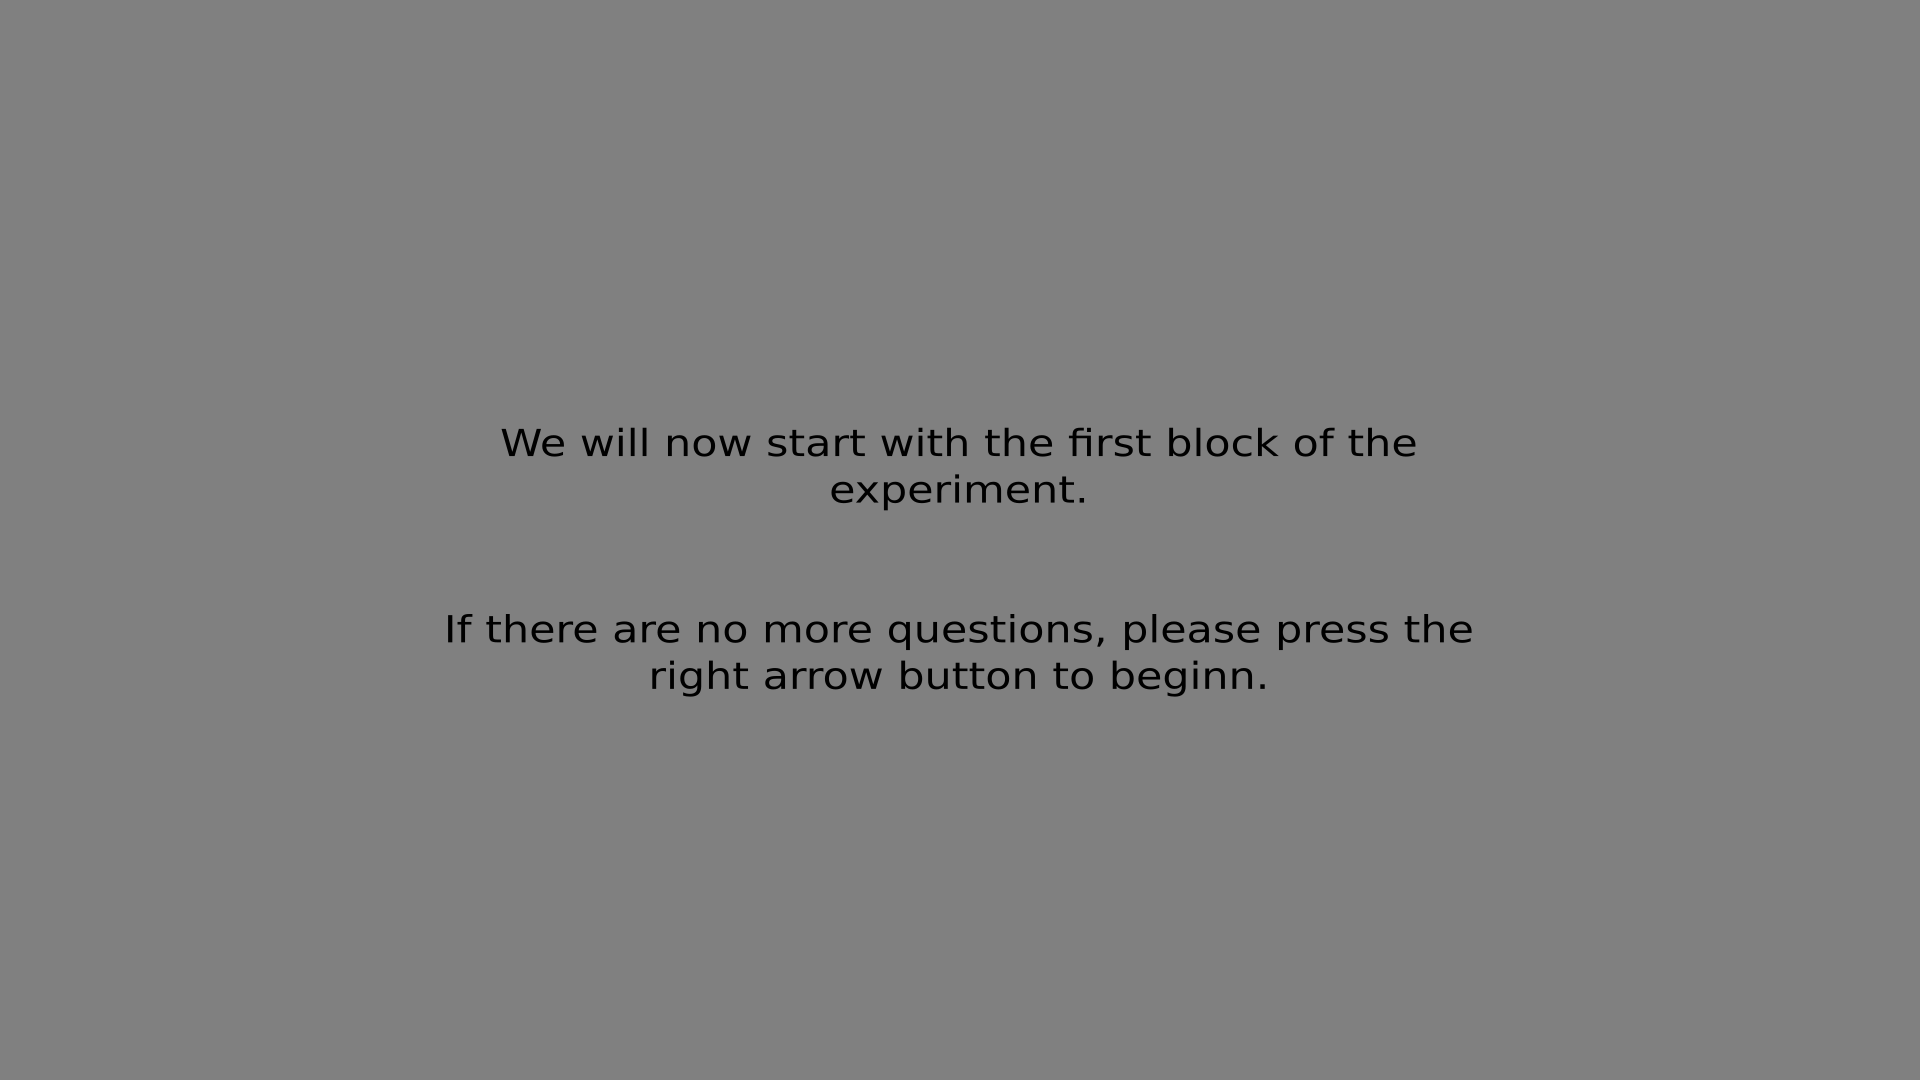 We will now start with the first block of the
experiment.
If there are no more questions, please press the
right arrow button to beginn.